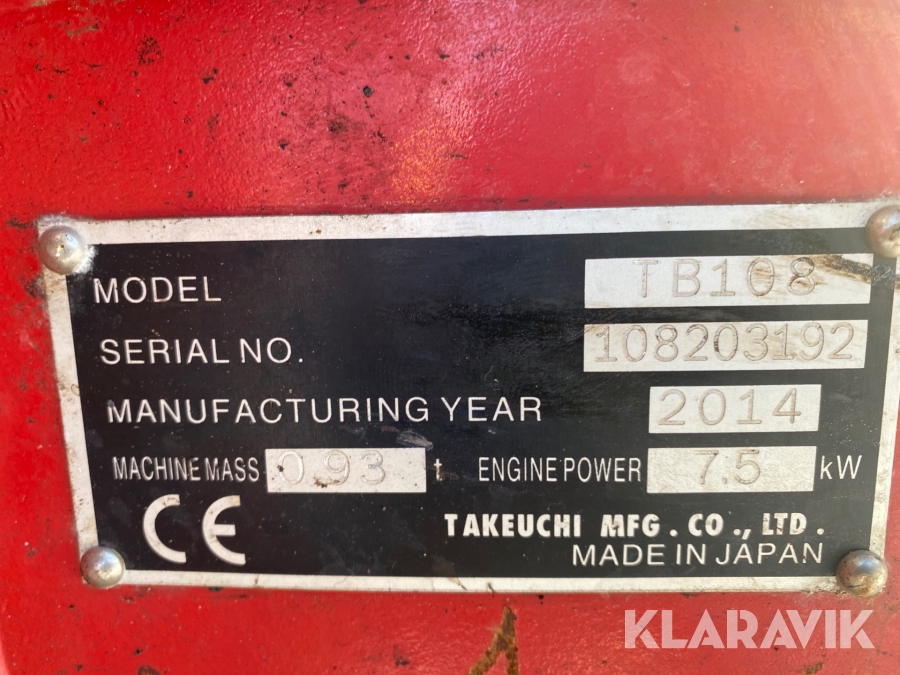 MODEL TB108
SERIAL NO. 108203192
MANUFACTURING YEAR 2014
MACHINE MASS 0.93 t ENGINE POWER 7.5 kW
CE TAKEUCHI MFG. CO., LTD.
MADE IN JAPAN
KLARAVIK